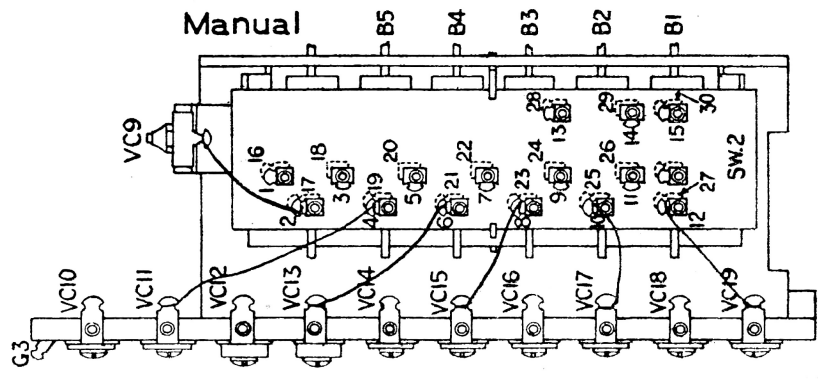 Manual B5 B4 B3 B2 B1
VC9
28 29 30
13 14 15
16 18 20 22 24 26 27
1 3 5 7 9 11
17 19 21 23 25
2 4 6 8 10 12
SW.2
VC10 VC11 VC12 VC13 VC14 VC15 VC16 VC17 VC18 VC19
G3